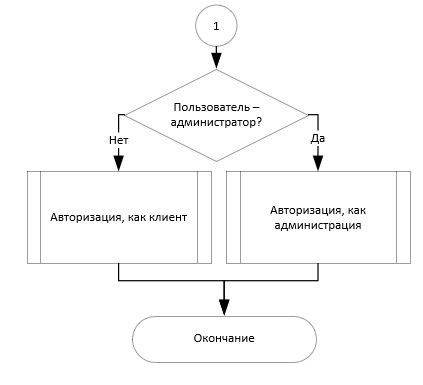 1
Пользователь –
администратор?
Нет
Да
Авторизация, как клиент
Авторизация, как
администрация
Окончание